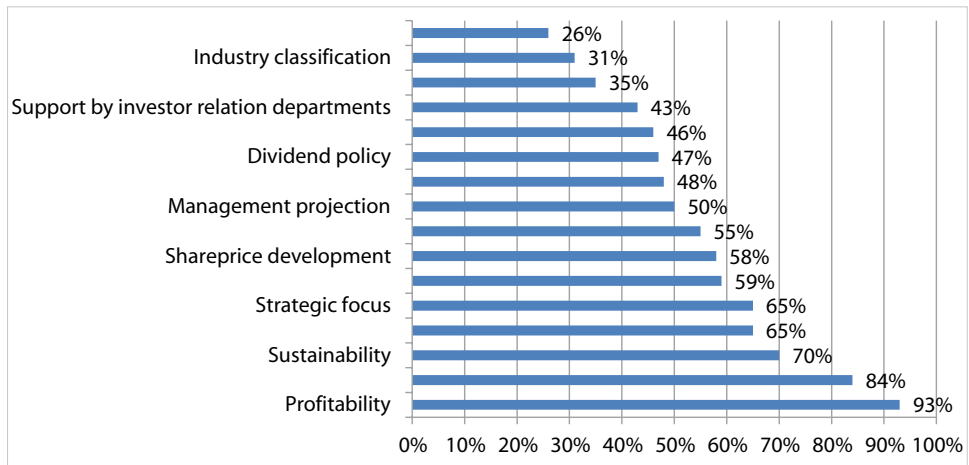 26%
Industry classification 31%
35%
Support by investor relation departments 43%
46%
Dividend policy 47%
48%
Management projection 50%
55%
Shareprice development 58%
59%
Strategic focus 65%
65%
Sustainability 70%
84%
Profitability 93%
0% 10% 20% 30% 40% 50% 60% 70% 80% 90% 100%